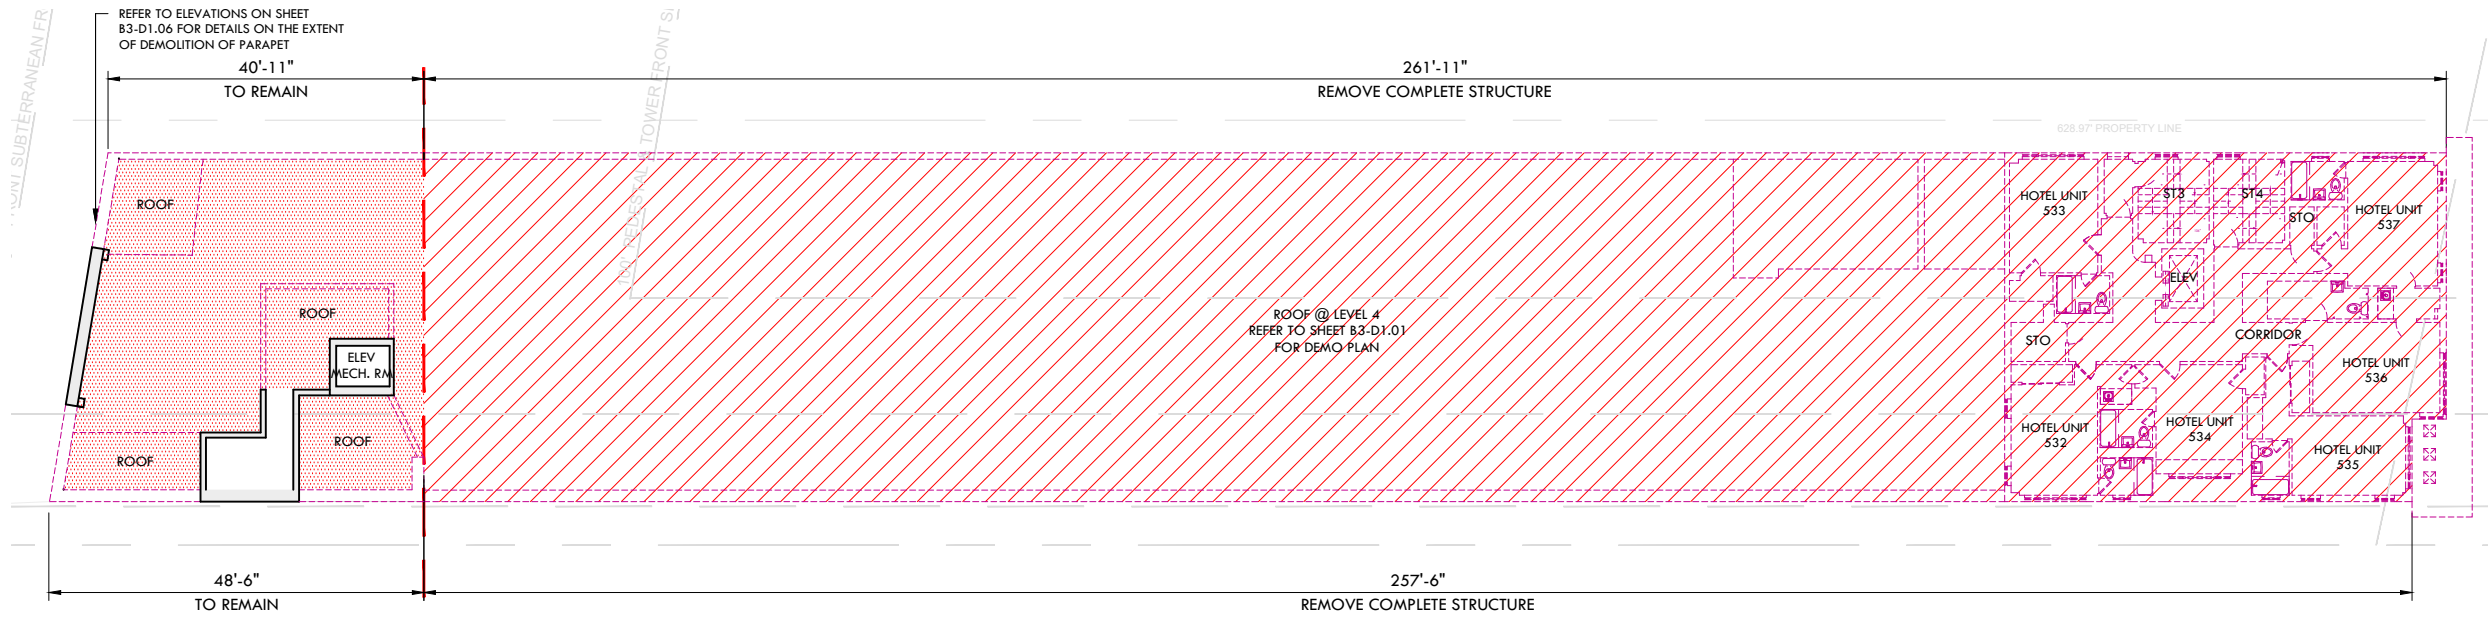 REFER TO ELEVATIONS ON SHEET
B3-D1.06 FOR DETAILS ON THE EXTENT
OF DEMOLITION OF PARAPET
40'-11"
TO REMAIN
261'-11"
REMOVE COMPLETE STRUCTURE
628.97' PROPERTY LINE
ROOF
ROOF
ELEV
MECH. RM
ROOF
ROOF
ROOF @ LEVEL 4
REFER TO SHEET B3-D1.01
FOR DEMO PLAN
HOTEL UNIT
533
ST3
ST4
STO
HOTEL UNIT
537
ELEV
STO
CORRIDOR
HOTEL UNIT
536
HOTEL UNIT
532
HOTEL UNIT
534
HOTEL UNIT
535
48'-6"
TO REMAIN
257'-6"
REMOVE COMPLETE STRUCTURE